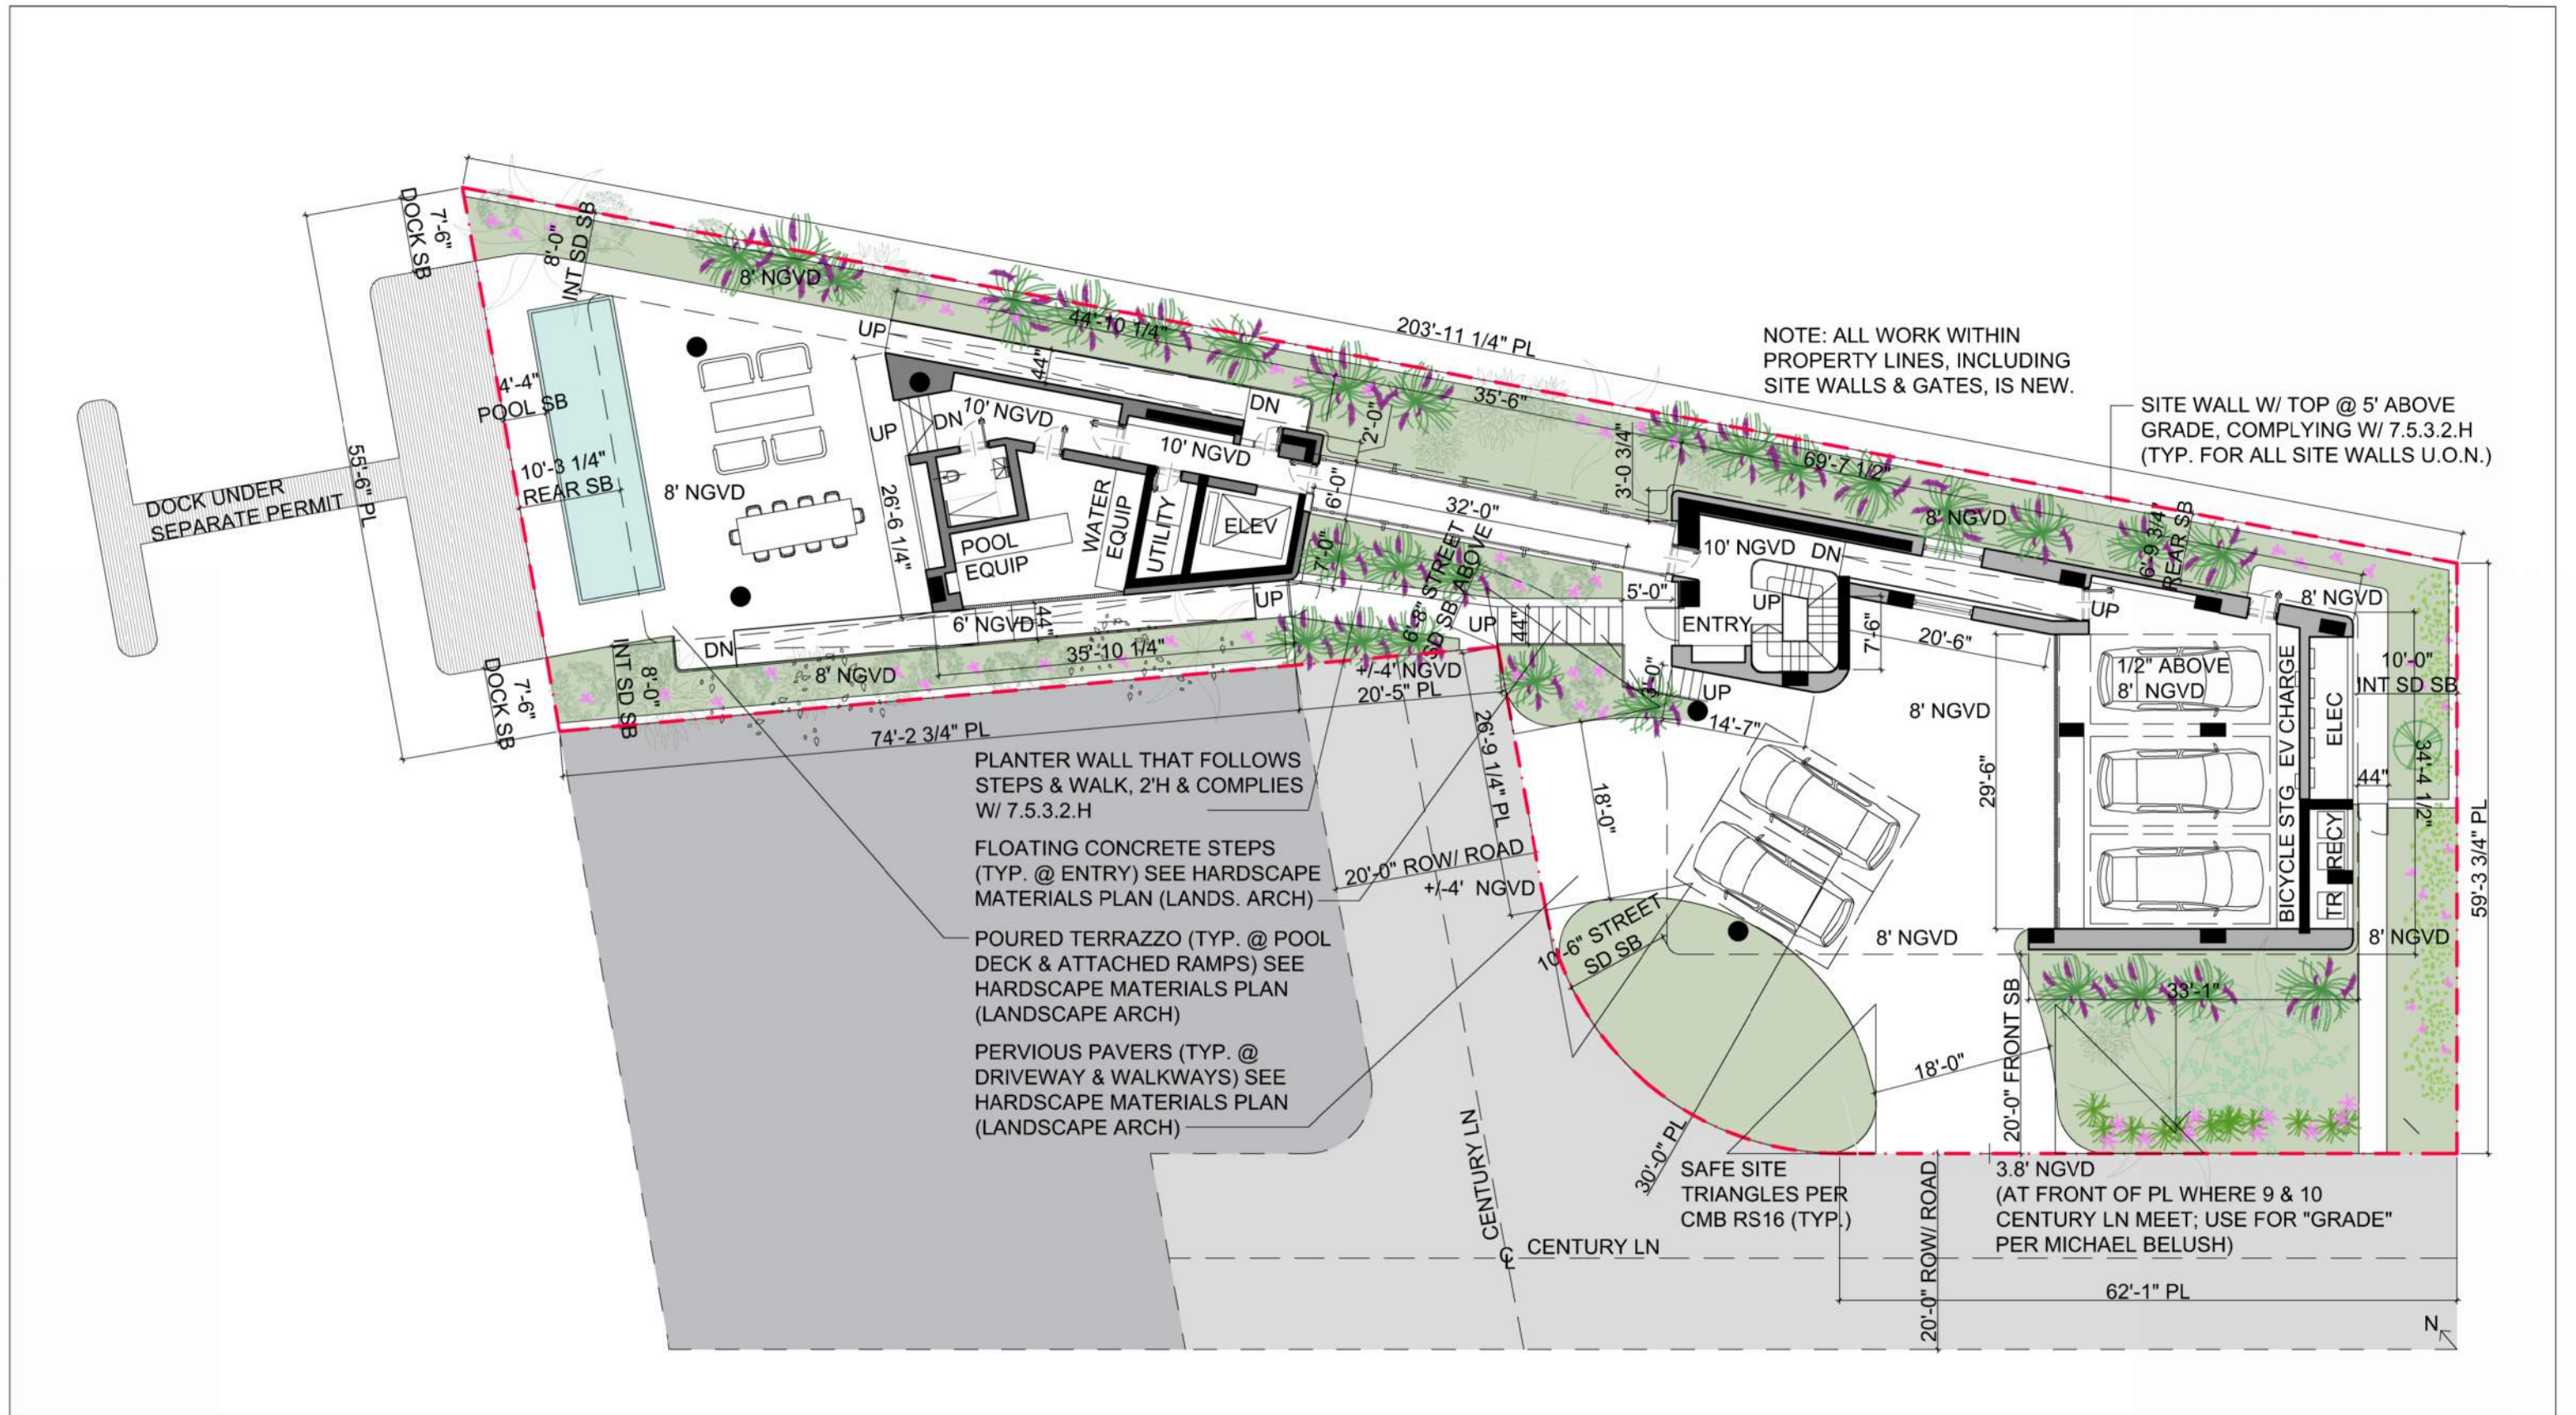 7'-6"
DOCK SB
8'-0"
INT SD SB
8' NGVD
UP
44'-10 1/4"
44"
203'-11 1/4" PL
35'-6"
NOTE: ALL WORK WITHIN
PROPERTY LINES, INCLUDING
SITE WALLS & GATES, IS NEW.
SITE WALL W/ TOP @ 5' ABOVE
GRADE, COMPLYING W/ 7.5.3.2.H
(TYP. FOR ALL SITE WALLS U.O.N.)
4'-4"
POOL SB
10'-3 1/4"
REAR SB
55'-6" PL
DOCK UNDER
SEPARATE PERMIT
8' NGVD
UP
DN
10' NGVD
DN
10' NGVD
2'-0"
6'-0"
3'-0 3/4"
69'-7 1/2"
8' NGVD
6'-9 3/4"
REAR SB
26'-6 1/4"
POOL
EQUIP
WATER
EQUIP
UTILITY
ELEV
7'-0"
32'-0"
6'-8" STREET
SD SB ABOVE
10' NGVD
DN
5'-0"
UP
ENTRY
UP
44"
UP
7'-6"
20'-6"
UP
8' NGVD
6' NGVD
44"
UP
DN
35'-10 1/4"
8' NGVD
INT SD SB
8'-0"
7'-6"
DOCK SB
+/-4' NGVD
20'-5" PL
74'-2 3/4" PL
3'-0"
UP
14'-7"
8' NGVD
1/2" ABOVE
8' NGVD
BICYCLE STG
EV CHARGE
ELEC
10'-0"
INT SD SB
44"
34'-4 1/2"
59'-3 3/4" PL
TR
RECY
29'-6"
PLANTER WALL THAT FOLLOWS
STEPS & WALK, 2'H & COMPLIES
W/ 7.5.3.2.H
FLOATING CONCRETE STEPS
(TYP. @ ENTRY) SEE HARDSCAPE
MATERIALS PLAN (LANDS. ARCH)
POURED TERRAZZO (TYP. @ POOL
DECK & ATTACHED RAMPS) SEE
HARDSCAPE MATERIALS PLAN
(LANDSCAPE ARCH)
PERVIOUS PAVERS (TYP. @
DRIVEWAY & WALKWAYS) SEE
HARDSCAPE MATERIALS PLAN
(LANDSCAPE ARCH)
26'-9 1/4" PL
20'-0" ROW/ ROAD
+/-4' NGVD
18'-0"
10'-6" STREET
SD SB
8' NGVD
8' NGVD
33'-1"
20'-0" FRONT SB
18'-0"
30'-0" PL
SAFE SITE
TRIANGLES PER
CMB RS16 (TYP.)
3.8' NGVD
(AT FRONT OF PL WHERE 9 & 10
CENTURY LN MEET; USE FOR "GRADE"
PER MICHAEL BELUSH)
CENTURY LN
CL
CENTURY LN
20'-0" ROW/ ROAD
62'-1" PL
N